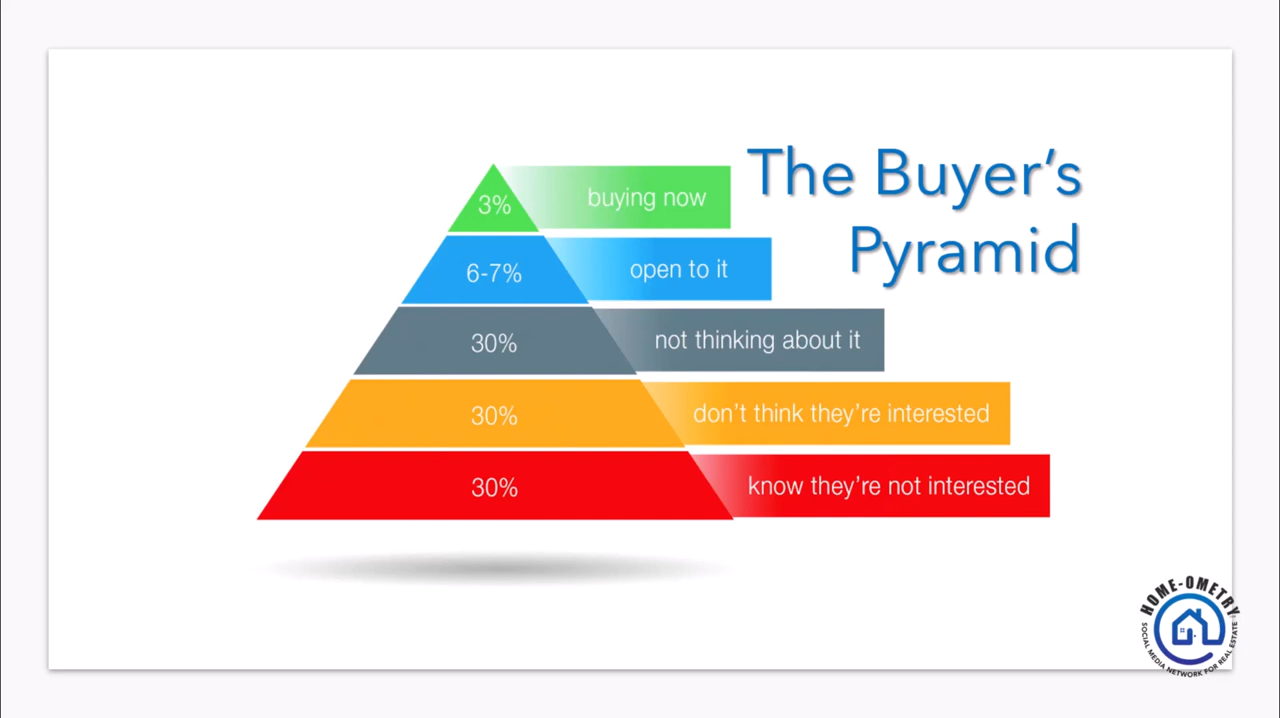 The Buyer’s
Pyramid
3% buying now
6-7% open to it
30% not thinking about it
30% don’t think they’re interested
30% know they’re not interested
HOME-OMETRY
SOCIAL MEDIA NETWORK FOR REAL ESTATE